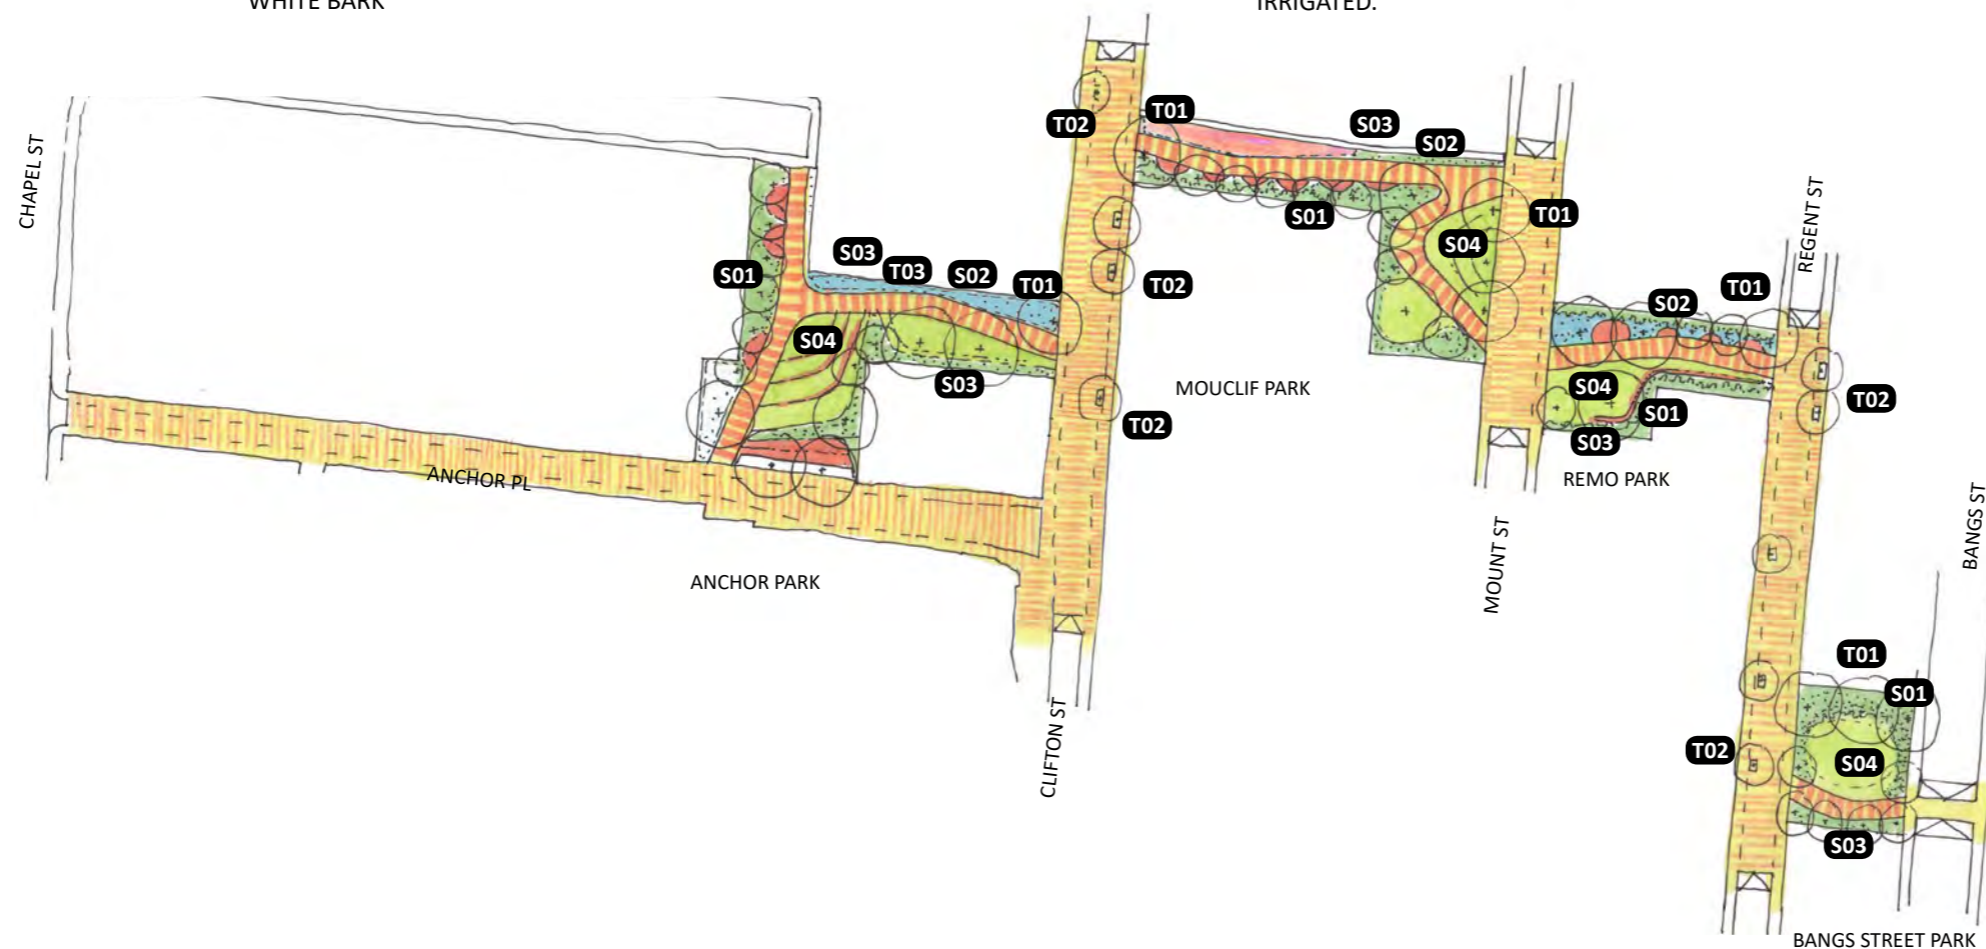 WHITE BARK
IRRIGATED.
CHAPEL ST
T02
T01
S03
S02
S01
T01
S04
REGENT ST
S03
T03
S02
T01
S01
T02
S04
S03
T02
MOUCLIF PARK
S02
T01
S04
S01
S03
T02
REMO PARK
ANCHOR PL
ANCHOR PARK
MOUNT ST
BANGS ST
CLIFTON ST
T01
S01
T02
S04
S03
BANGS STREET PARK